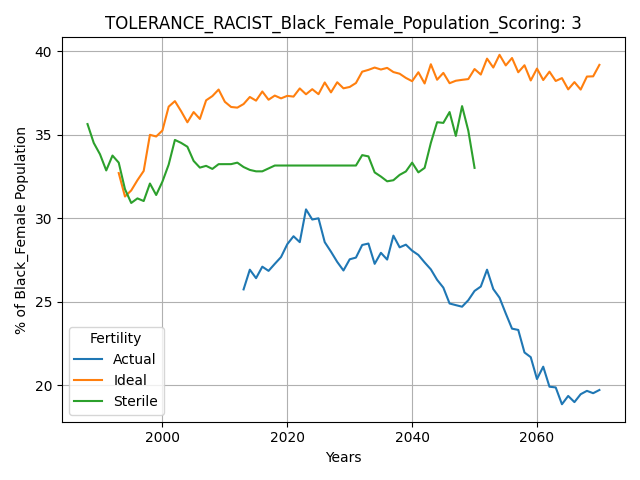 TOLERANCE_RACIST_Black_Female_Population_Scoring: 3
% of Black_Female Population
40
35
30
25
20
Fertility
Actual
Ideal
Sterile
2000 2020 2040 2060
Years